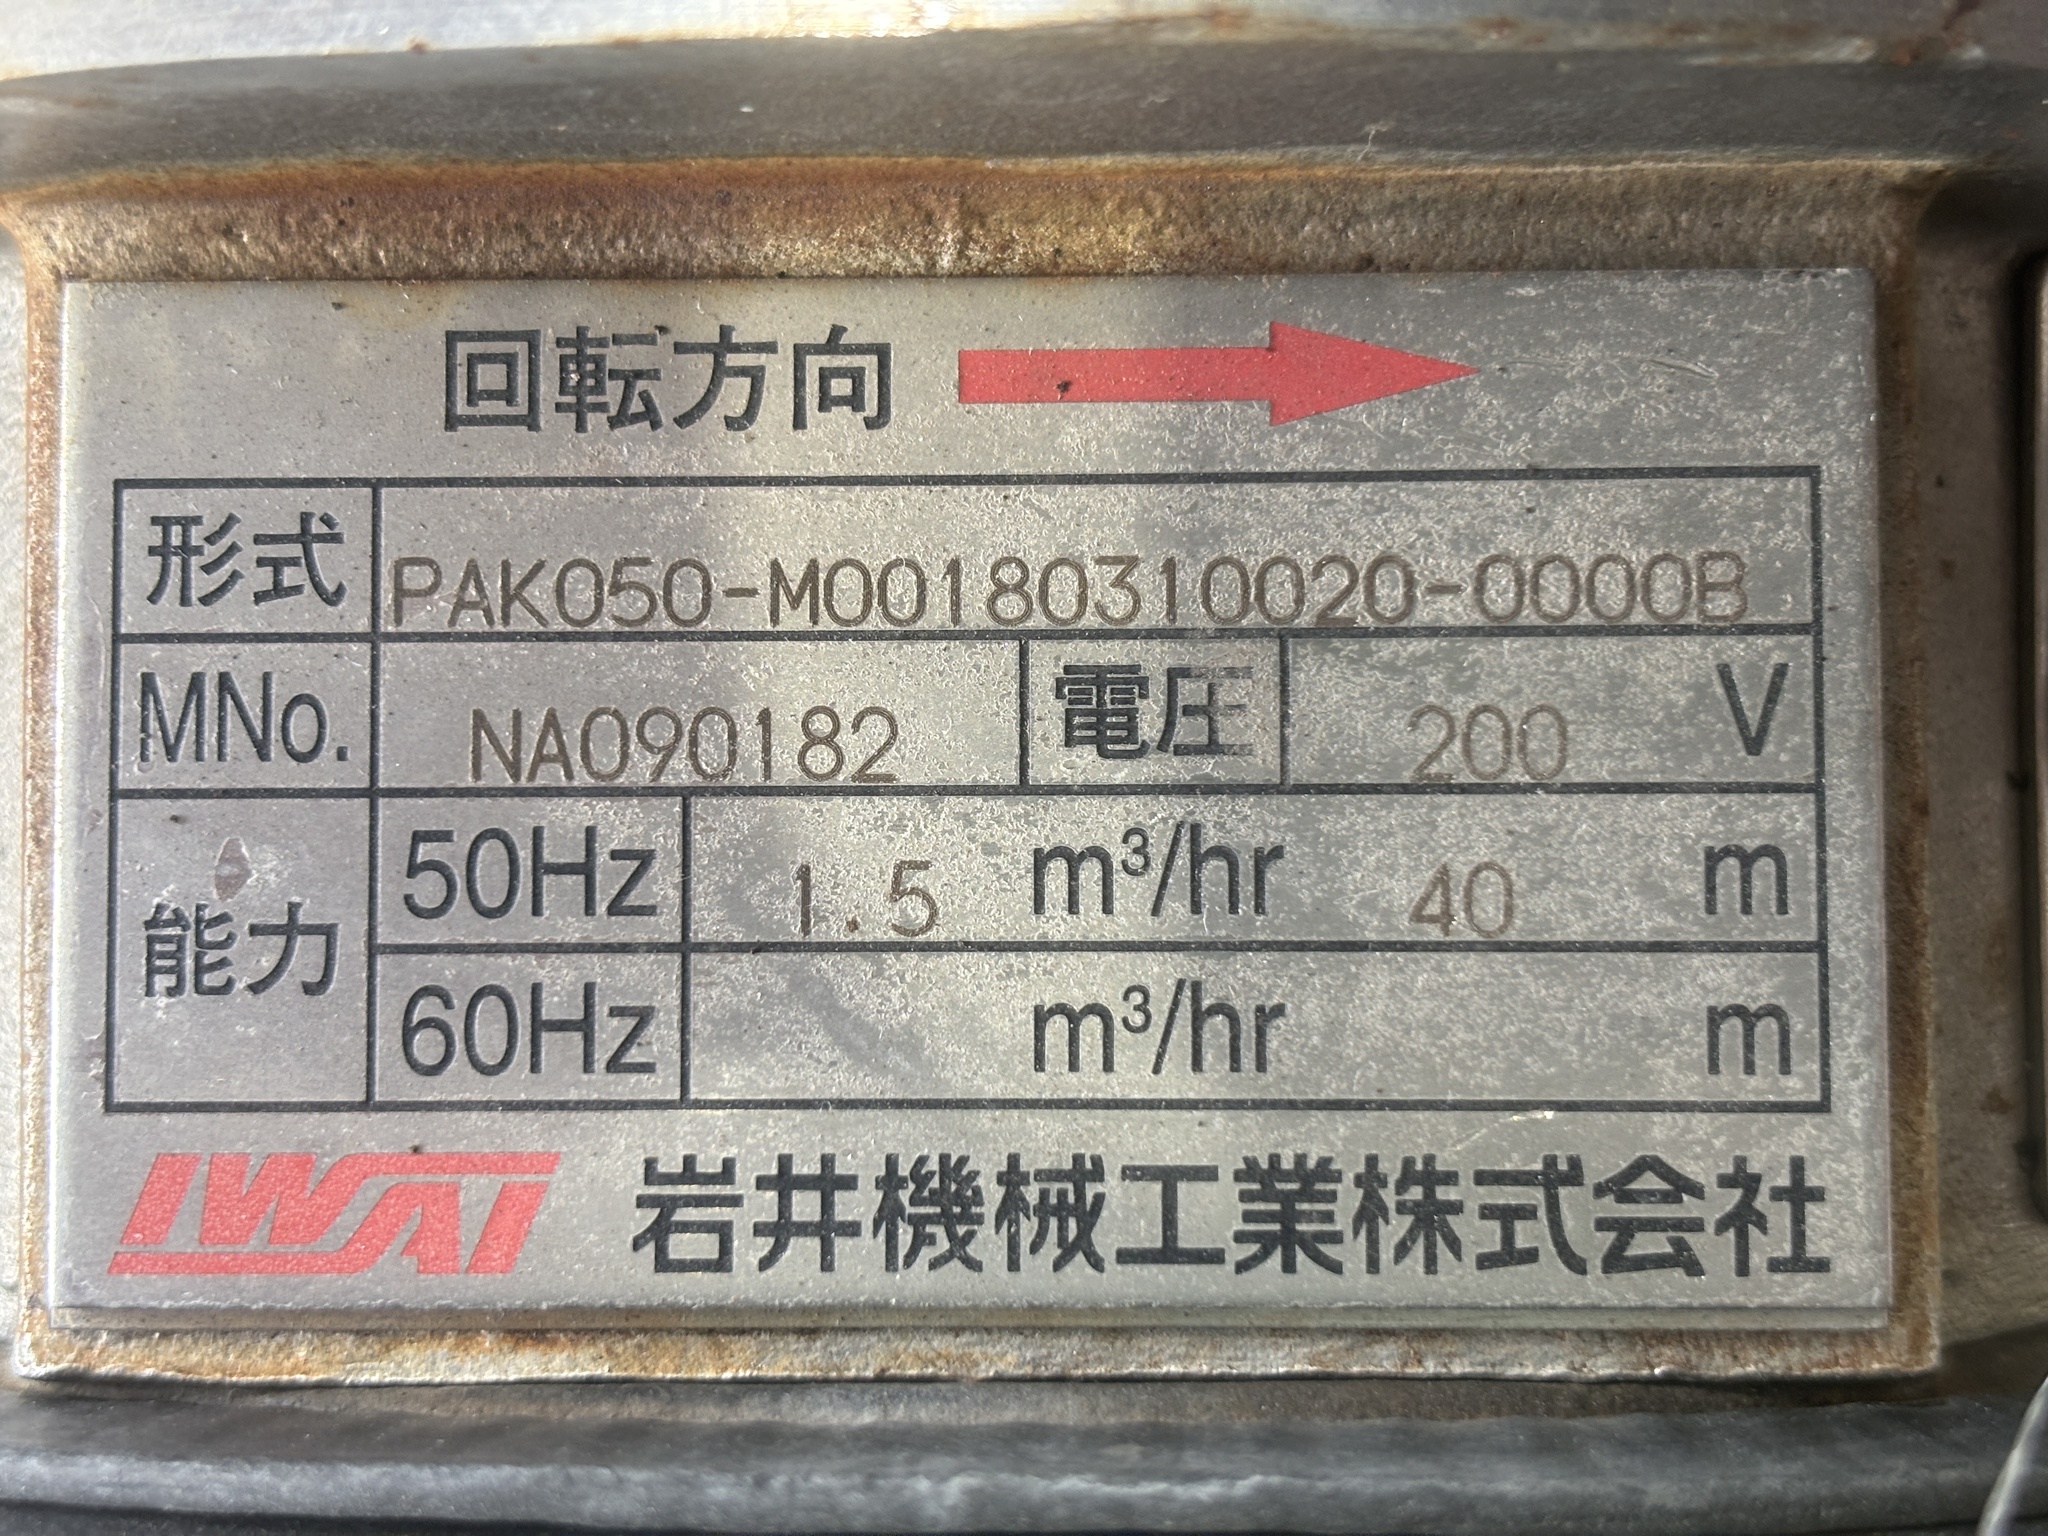 回転方向
形式 PAK050-M00180310020-0000B
MNo. NA090182 電圧 200 V
能力 50Hz 1.5 m³/hr 40 m
60Hz m³/hr m
IWAI 岩井機械工業株式会社